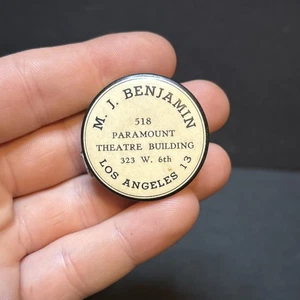 M. J. BENJAMIN
518
PARAMOUNT
THEATRE BUILDING
323 W. 6th
LOS ANGELES 13